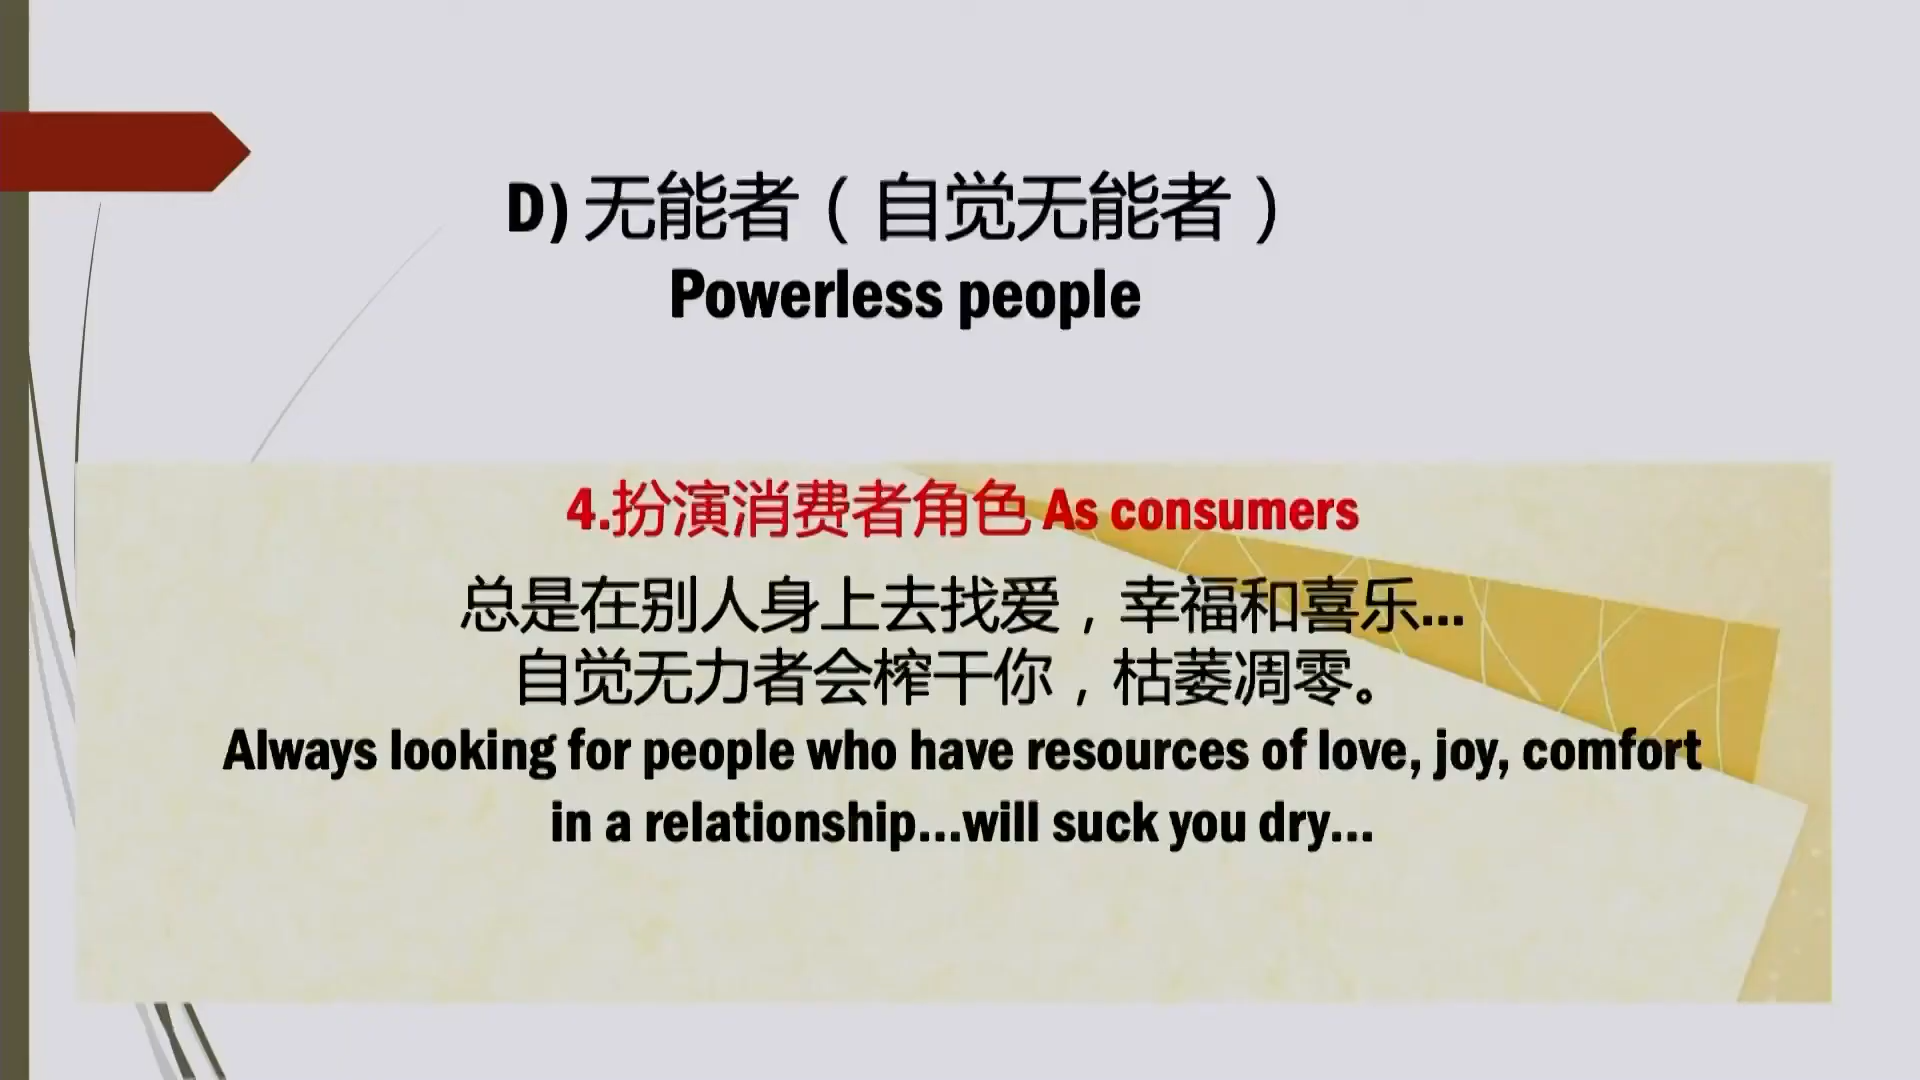 D) 无能者（自觉无能者）
Powerless people
4.扮演消费者角色 As consumers
总是在别人身上去找爱，幸福和喜乐...
自觉无力者会榨干你，枯萎凋零。
Always looking for people who have resources of love, joy, comfort
in a relationship...will suck you dry...